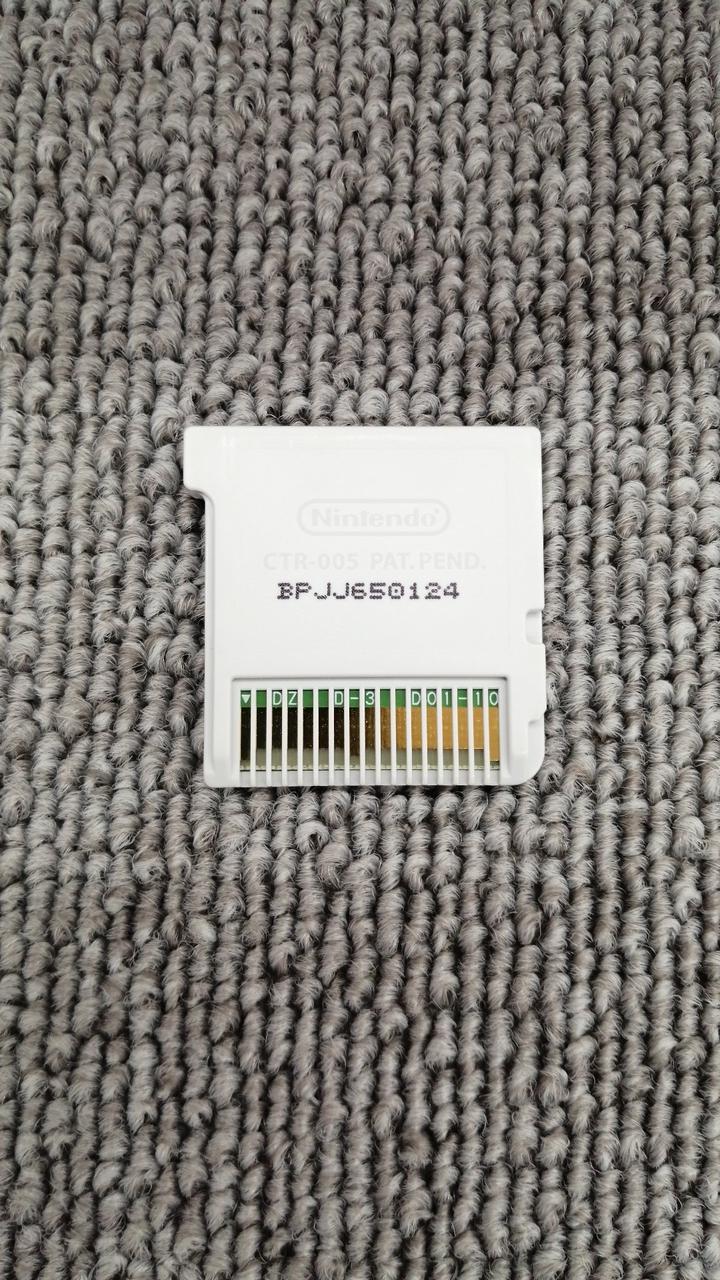 Nintendo®
CTR-005 PAT.PEND.
BPJJ650124
▼ DZ D-3 D01-10